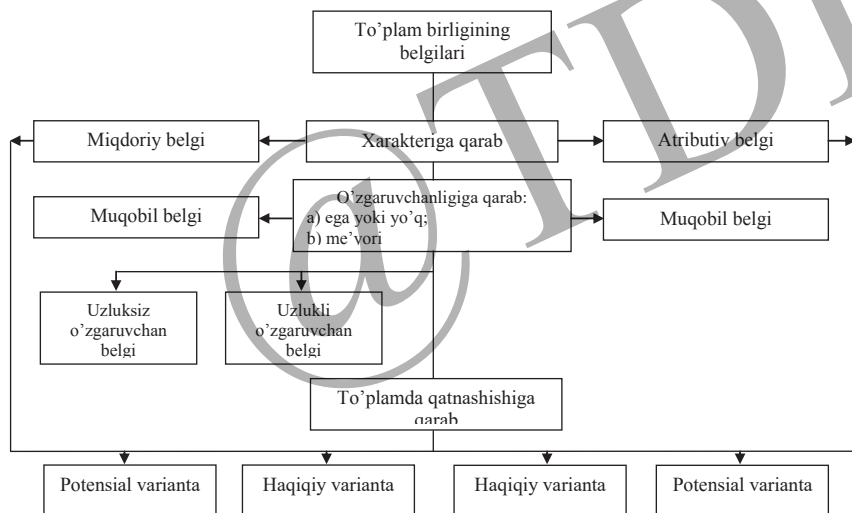 To’plam birligining
belgilari
Miqdoriy belgi
Xarakteriga qarab
Atributiv belgi
Muqobil belgi
O’zgaruvchanligiga qarab:
a) ega yoki yo’q;
b) me’yori
Muqobil belgi
Uzluksiz
o’zgaruvchan
belgi
Uzlukli
o’zgaruvchan
belgi
To’plamda qatnashishiga
qarab
Potensial varianta
Haqiqiy varianta
Haqiqiy varianta
Potensial varianta